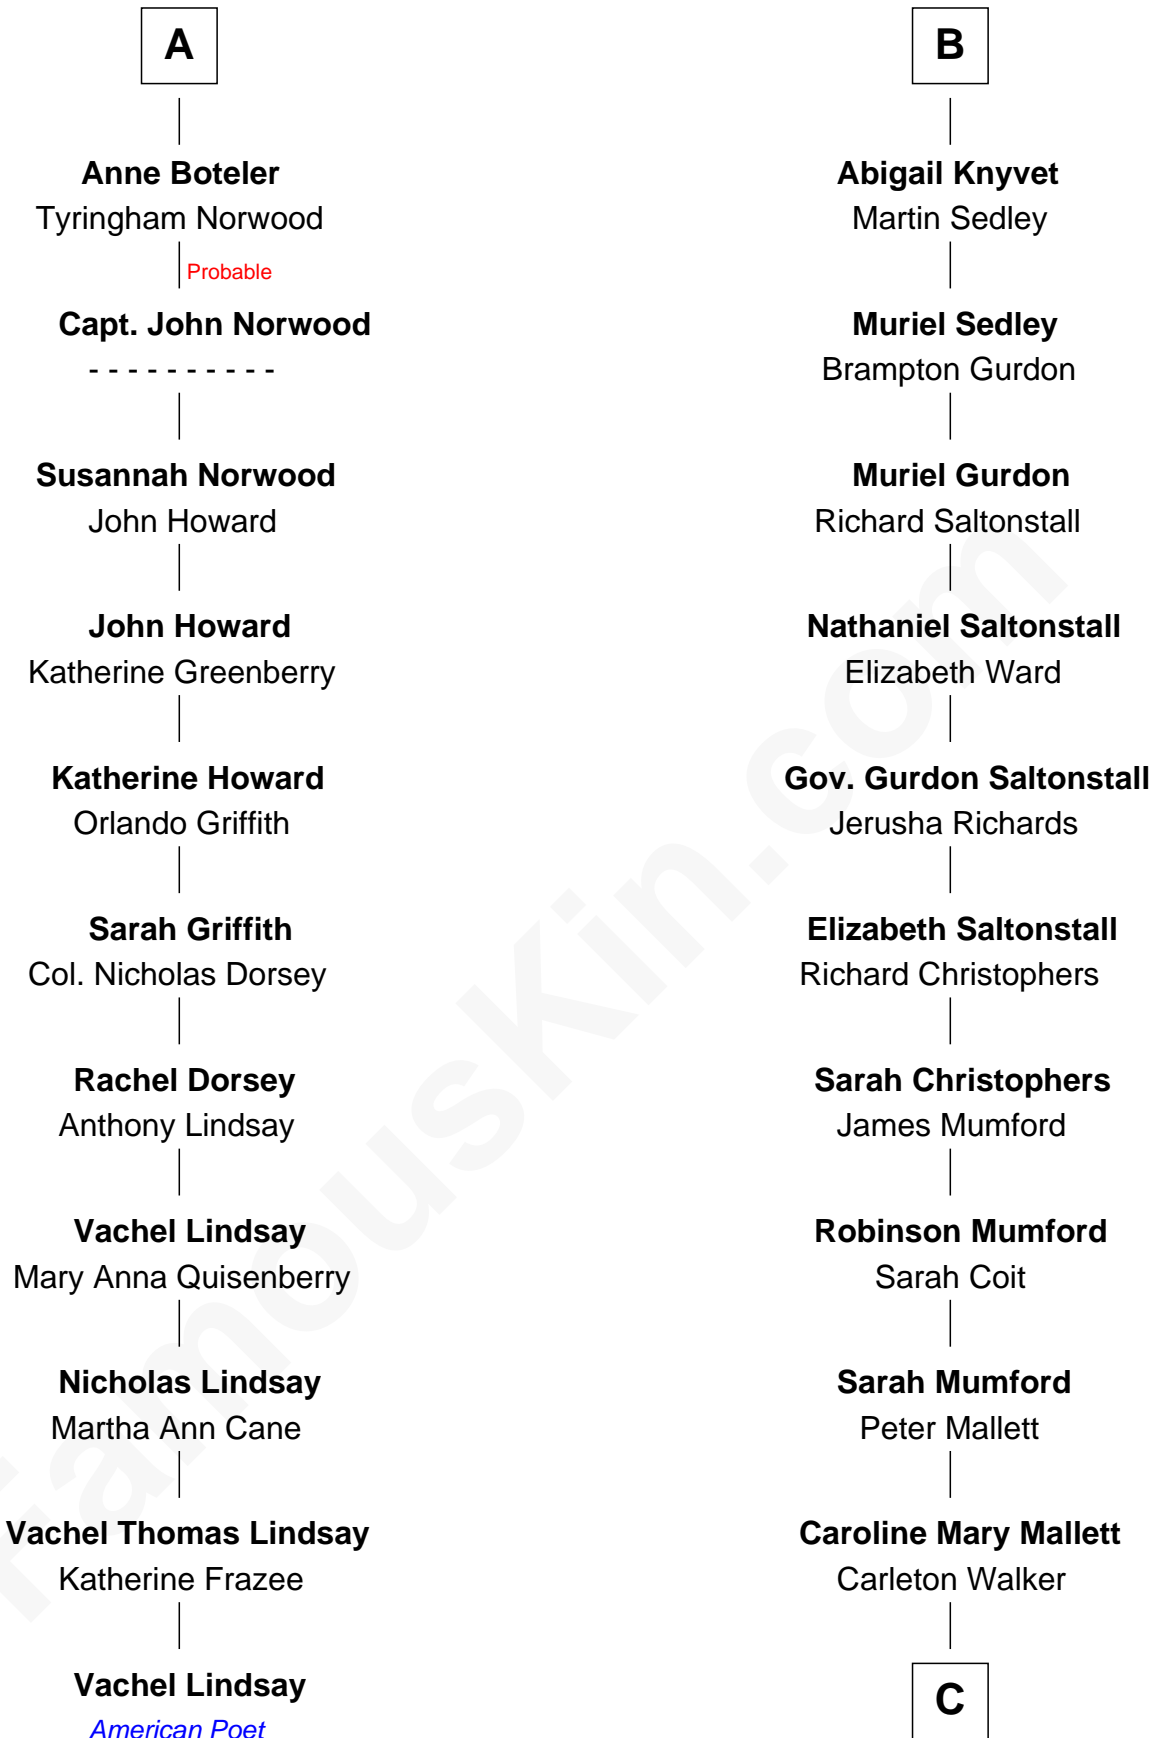 A
Anne Boteler
Tyringham Norwood
Probable
Capt. John Norwood
- - - - - - - - - -
Susannah Norwood
John Howard
John Howard
Katherine Greenberry
Katherine Howard
Orlando Griffith
Sarah Griffith
Col. Nicholas Dorsey
Rachel Dorsey
Anthony Lindsay
Vachel Lindsay
Mary Anna Quisenberry
Nicholas Lindsay
Martha Ann Cane
Vachel Thomas Lindsay
Katherine Frazee
Vachel Lindsay
American Poet
B
Abigail Knyvet
Martin Sedley
Muriel Sedley
Brampton Gurdon
Muriel Gurdon
Richard Saltonstall
Nathaniel Saltonstall
Elizabeth Ward
Gov. Gurdon Saltonstall
Jerusha Richards
Elizabeth Saltonstall
Richard Christophers
Sarah Christophers
James Mumford
Robinson Mumford
Sarah Coit
Sarah Mumford
Peter Mallett
Caroline Mary Mallett
Carleton Walker
C
FamousKin.com